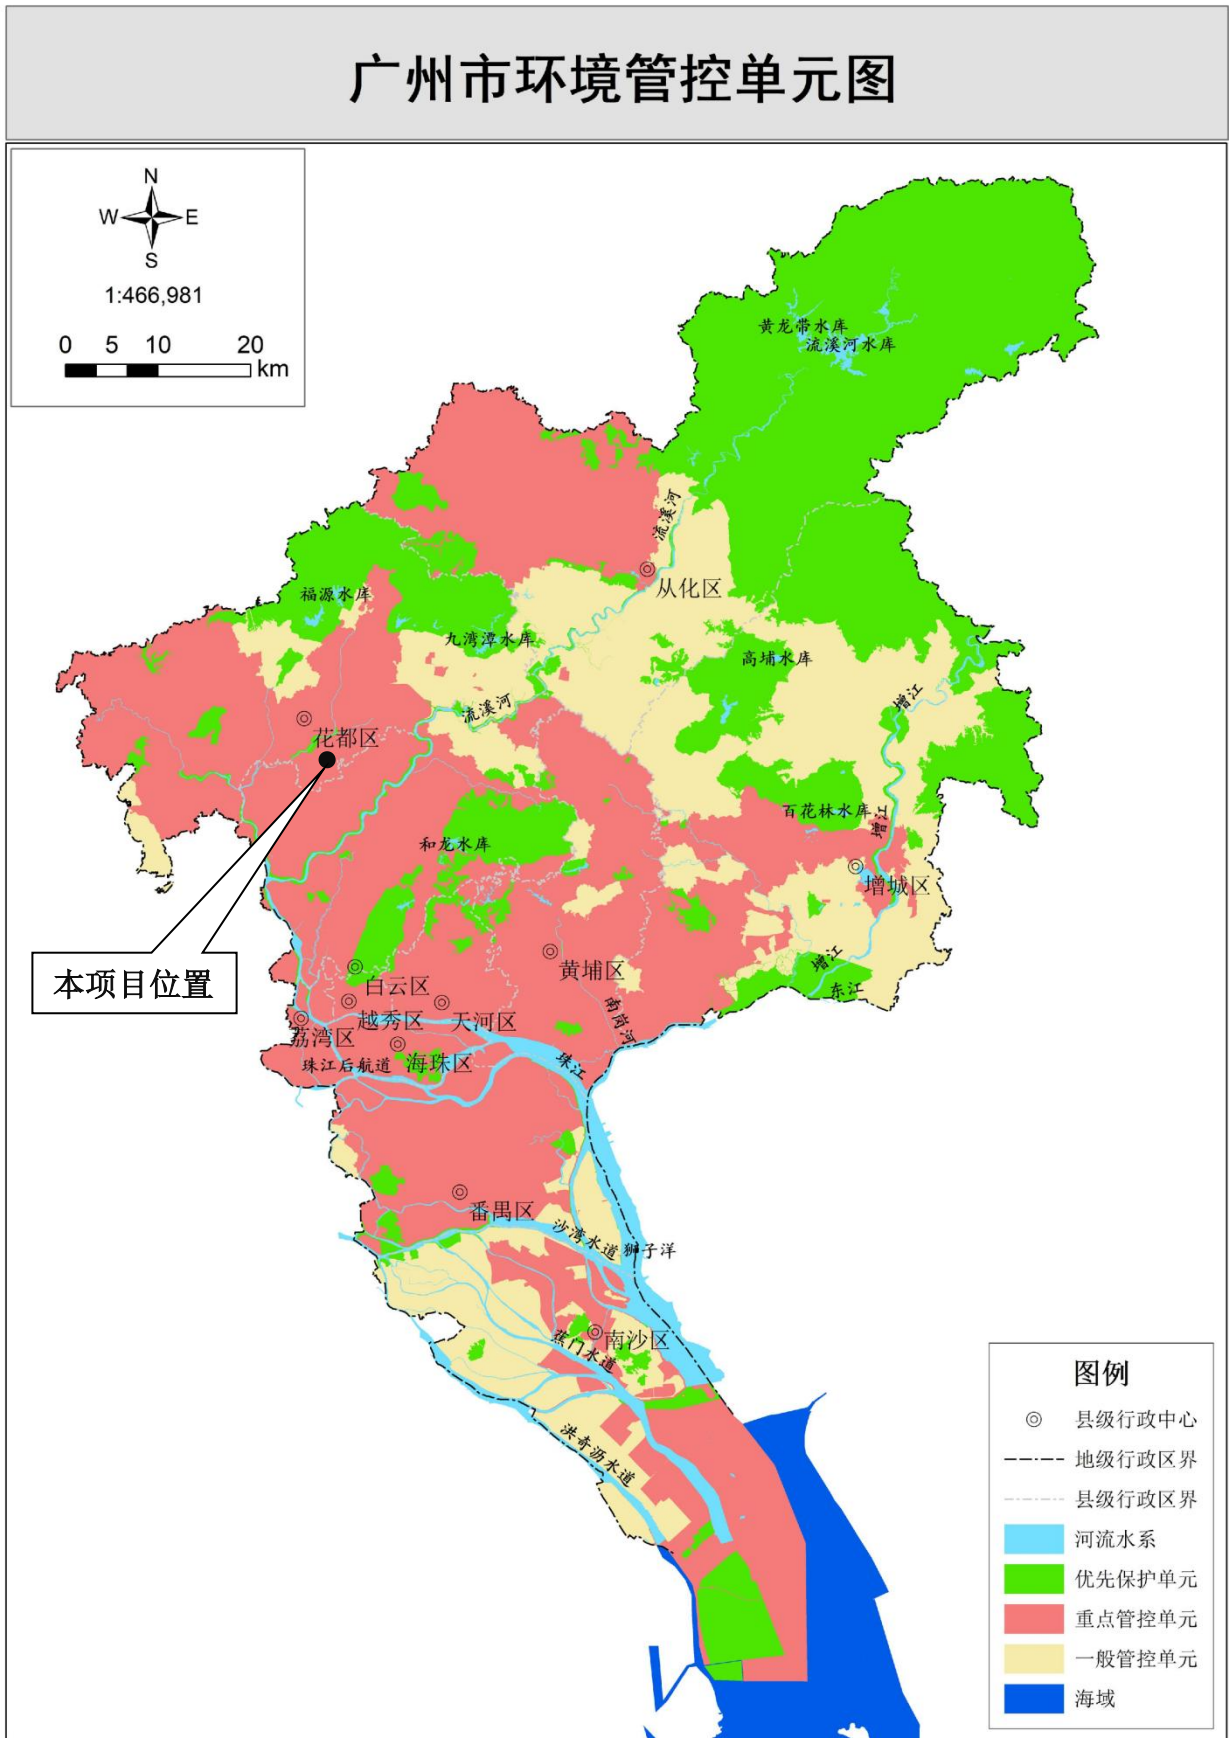 广州市环境管控单元图
N
W E
S
1:466,981
0 5 10 20
km
黄龙带水库
流溪河水库
流溪河
从化区
福源水库
九湾潭水库
高埔水库
增江
流溪河
花都区
百花林水库
增江
和龙水库
增城区
本项目位置
黄埔区
增江
白云区
东江
越秀区
天河区
南岗河
荔湾区
海珠区
珠江后航道
珠江
番禺区
沙湾水道
狮子洋
南沙区
蕉门水道
洪奇沥水道
图例
县级行政中心
地级行政区界
县级行政区界
河流水系
优先保护单元
重点管控单元
一般管控单元
海域